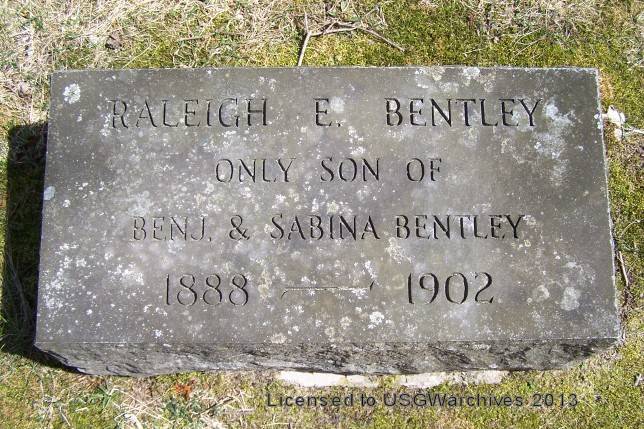 RALEIGH E. BENTLEY
ONLY SON OF
BENJ. & SABINA BENTLEY
1888 — 1902
Licensed to USGWarchives 2013 *